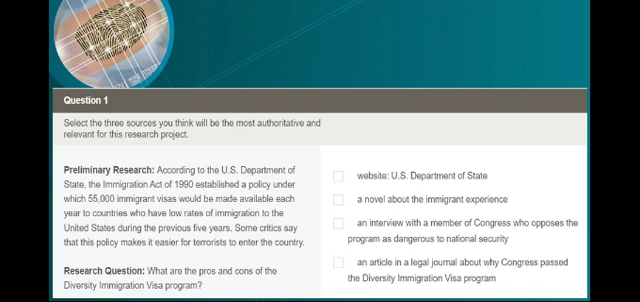 Question 1
Select the three sources you think will be the most authoritative and
relevant for this research project.
Preliminary Research: According to the U.S. Department of
State, the Immigration Act of 1990 established a policy under
which 55,000 immigrant visas would be made available each
year to countries who have low rates of immigration to the
United States during the previous five years. Some critics say
that this policy makes it easier for terrorists to enter the country.
Research Question: What are the pros and cons of the
Diversity Immigration Visa program?
website: U.S. Department of State
a novel about the immigrant experience
an interview with a member of Congress who opposes the
program as dangerous to national security
an article in a legal journal about why Congress passed
the Diversity Immigration Visa program